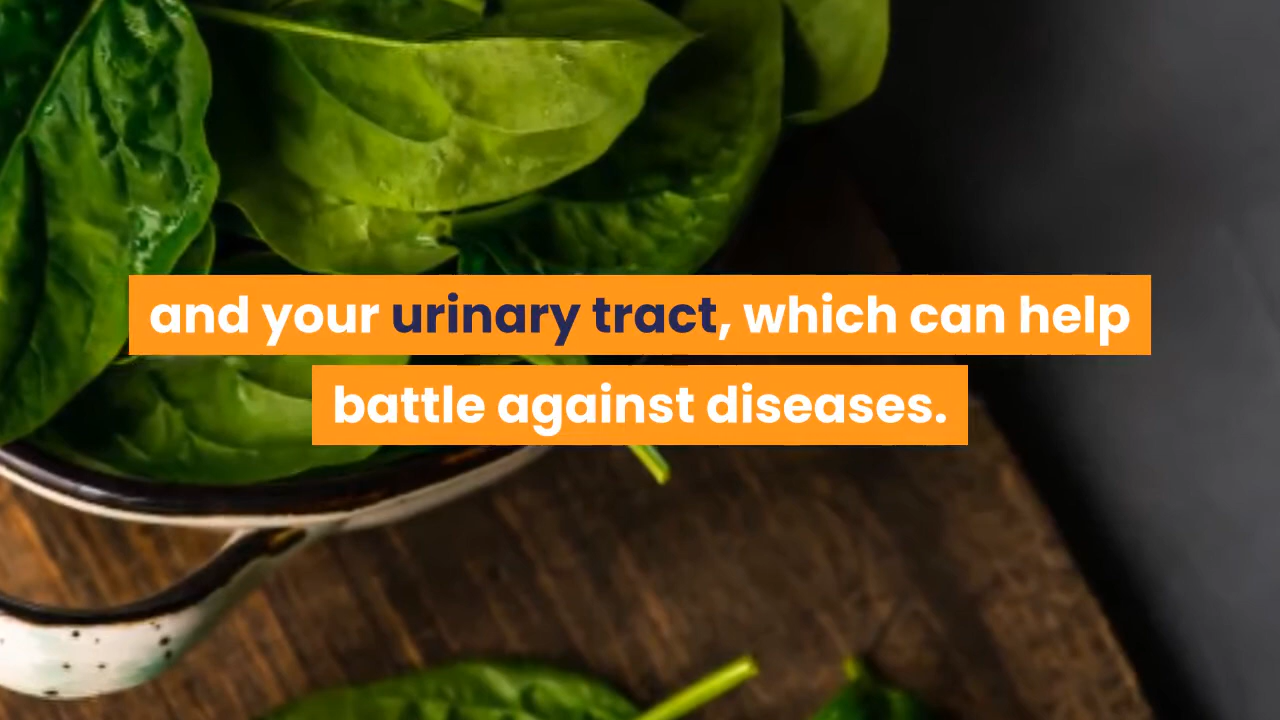 and your urinary tract, which can help
battle against diseases.